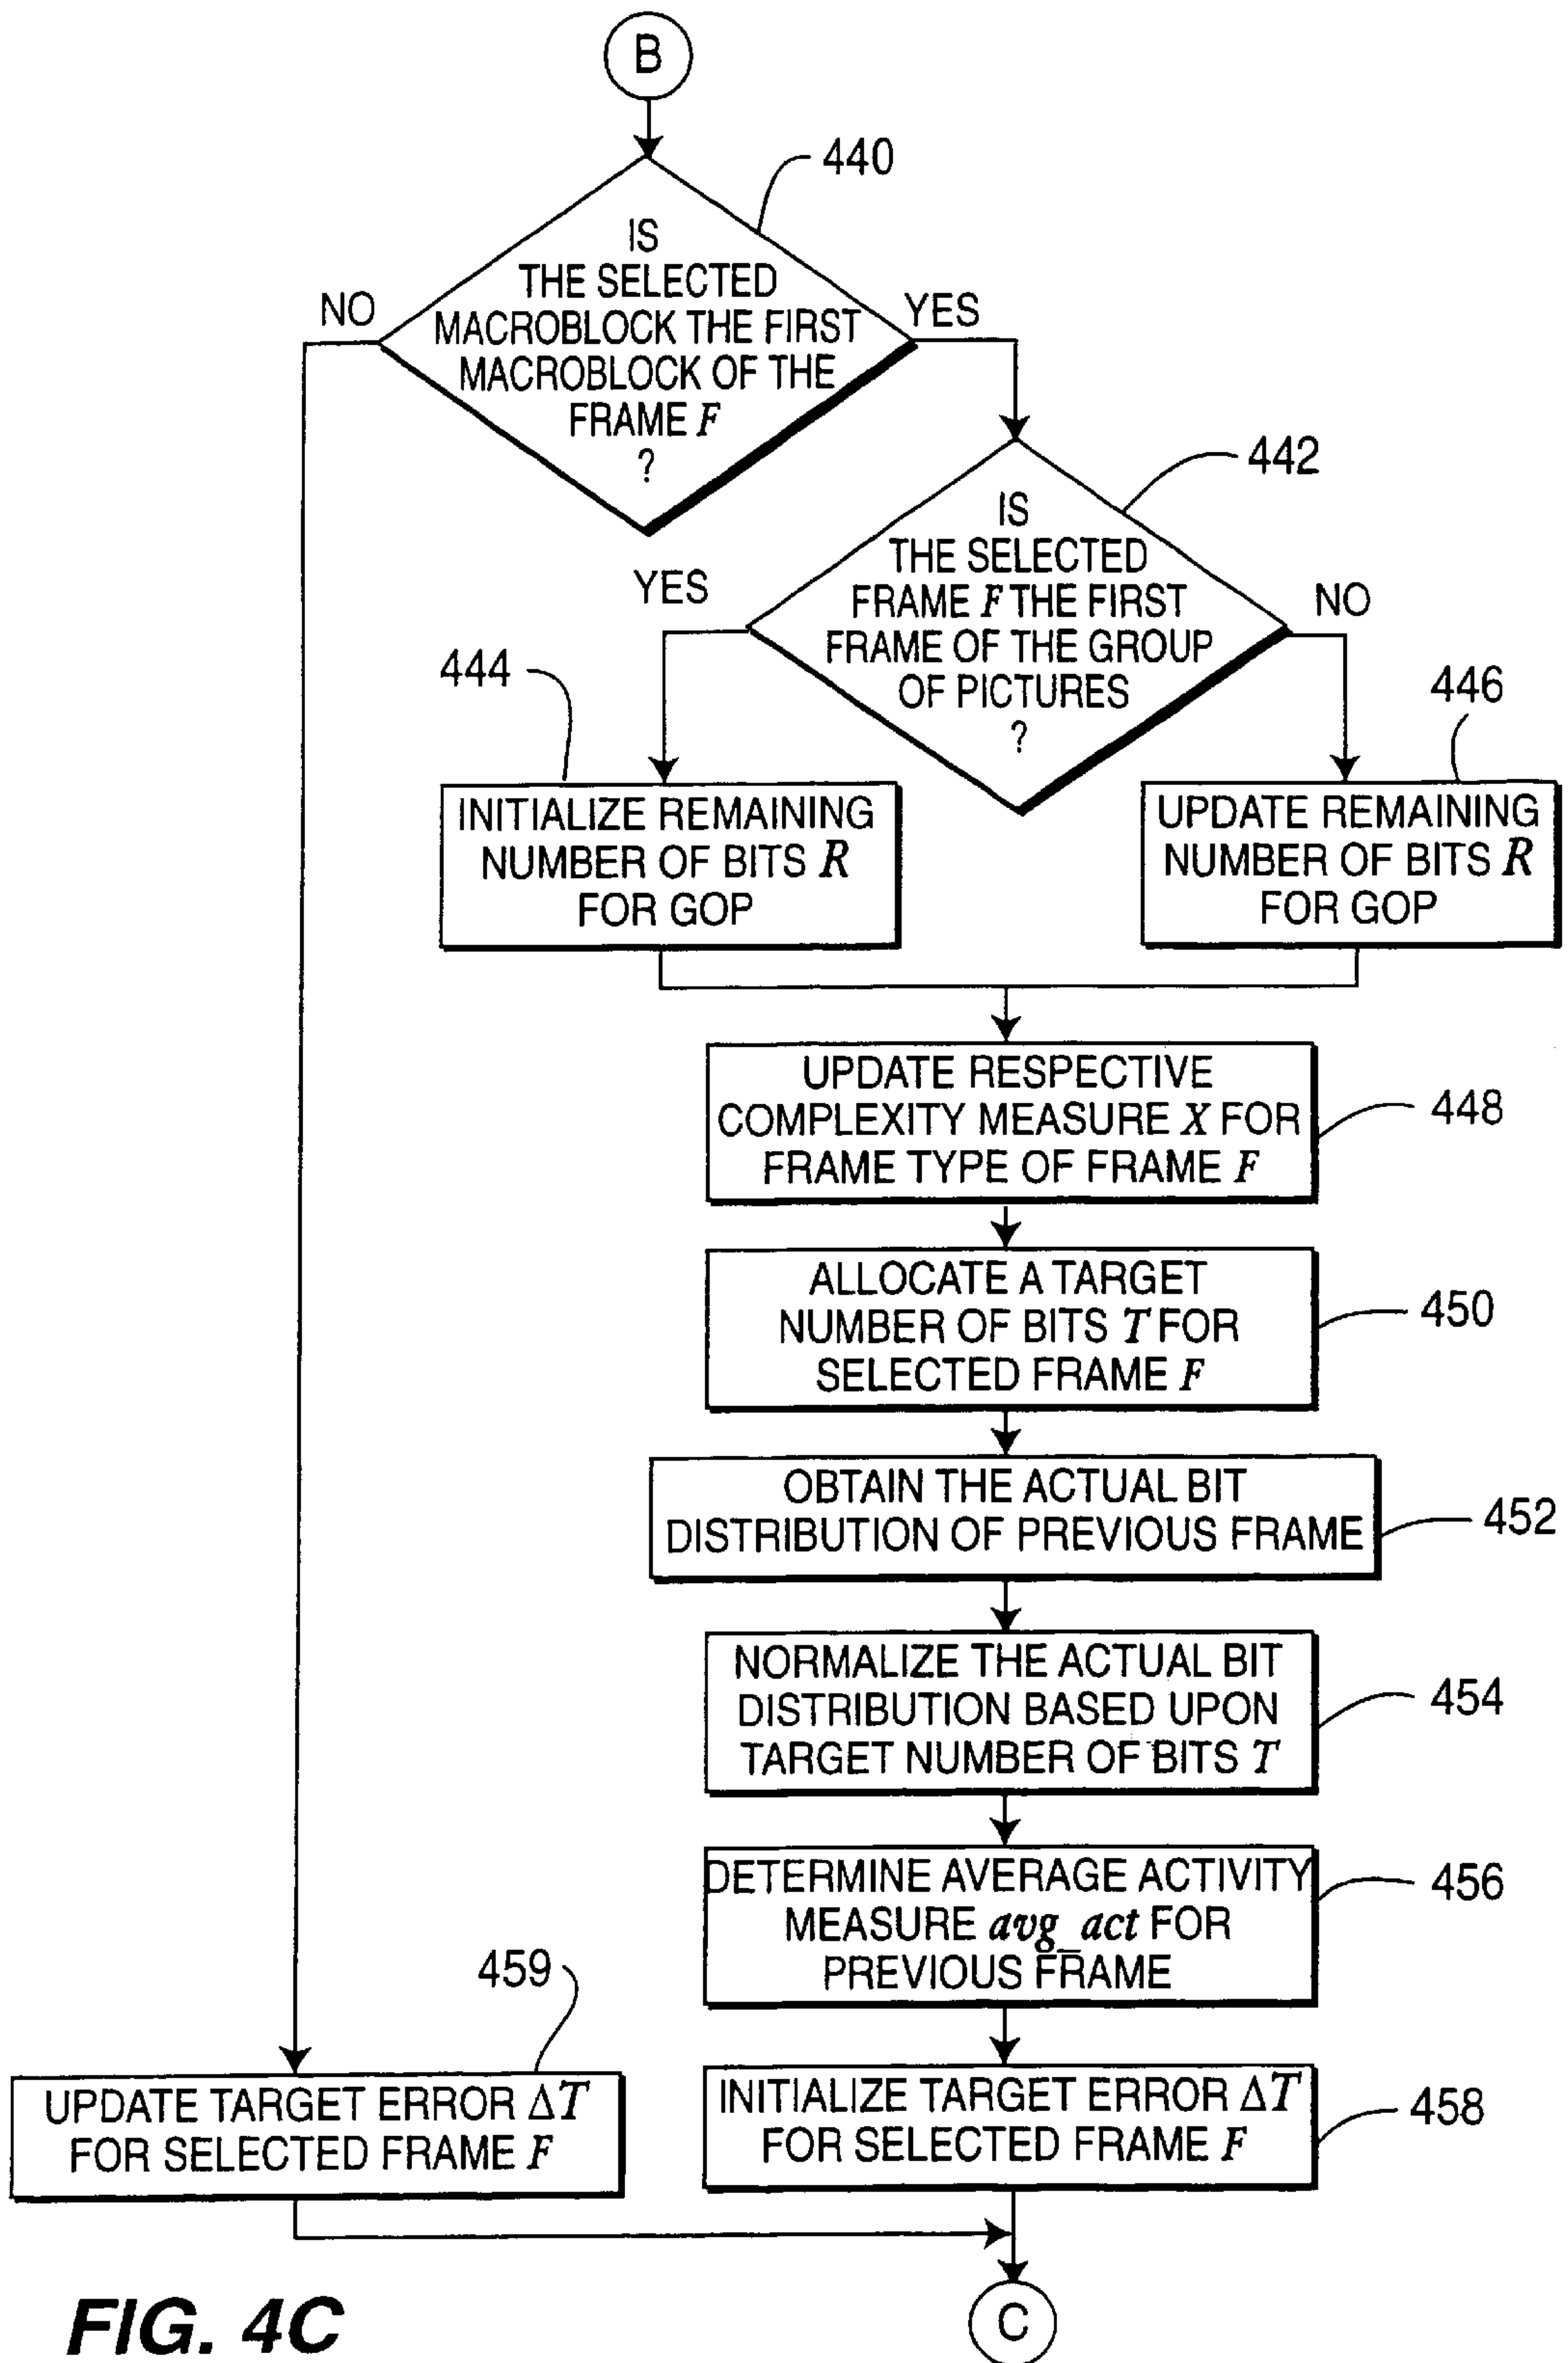 B
440
IS
THE SELECTED
MACROBLOCK THE FIRST
MACROBLOCK OF THE
FRAME F
?
NO
YES
442
IS
THE SELECTED
FRAME F THE FIRST
FRAME OF THE GROUP
OF PICTURES
?
YES
NO
444
INITIALIZE REMAINING
NUMBER OF BITS R
FOR GOP
446
UPDATE REMAINING
NUMBER OF BITS R
FOR GOP
UPDATE RESPECTIVE
COMPLEXITY MEASURE X FOR
FRAME TYPE OF FRAME F
448
ALLOCATE A TARGET
NUMBER OF BITS T FOR
SELECTED FRAME F
450
OBTAIN THE ACTUAL BIT
DISTRIBUTION OF PREVIOUS FRAME
452
NORMALIZE THE ACTUAL BIT
DISTRIBUTION BASED UPON
TARGET NUMBER OF BITS T
454
DETERMINE AVERAGE ACTIVITY
MEASURE avg_act FOR
PREVIOUS FRAME
456
459
UPDATE TARGET ERROR ΔT
FOR SELECTED FRAME F
INITIALIZE TARGET ERROR ΔT
FOR SELECTED FRAME F
458
C
FIG. 4C